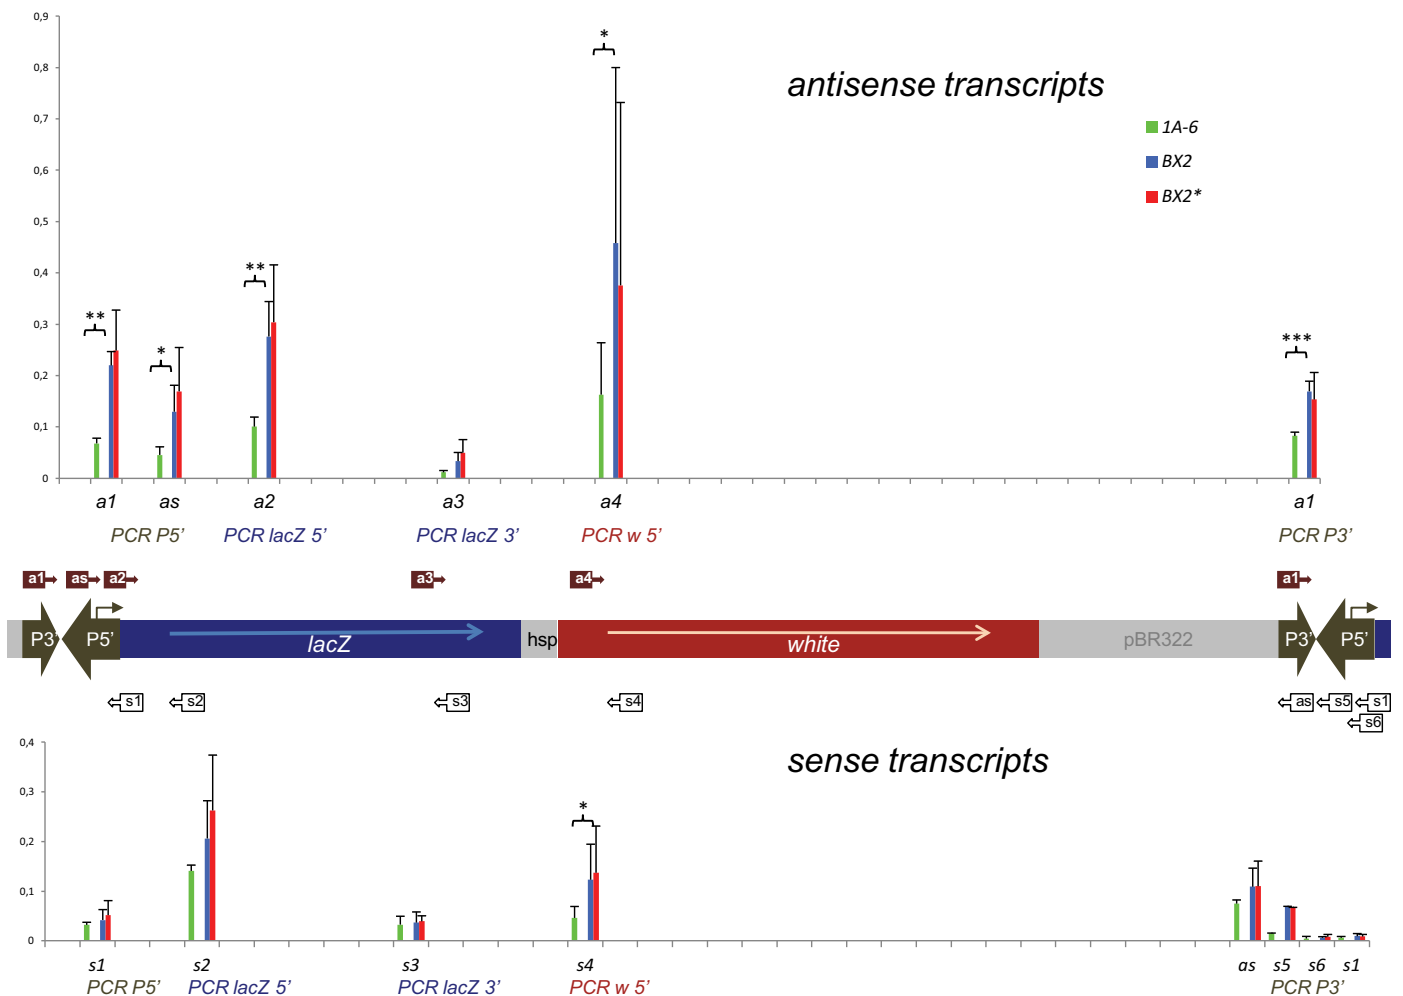 0,9
0,8
0,7
0,6
0,5
0,4
0,3
0,2
0,1
0
antisense transcripts
1A-6
BX2
BX2*
** * ** * ***
a1 as a2 a3 a4 a1
PCR P5’ PCR lacZ 5’ PCR lacZ 3’ PCR w 5’ PCR P3’
a1 as a2 a3 a4 a1
P3’ P5’ lacZ hsp white pBR322 P3’ P5’
s1 s2 s3 s4 as s5 s1
s6
0,4
0,3
0,2
0,1
0
sense transcripts
*
s1 s2 s3 s4 as s5 s6 s1
PCR P5’ PCR lacZ 5’ PCR lacZ 3’ PCR w 5’ PCR P3’